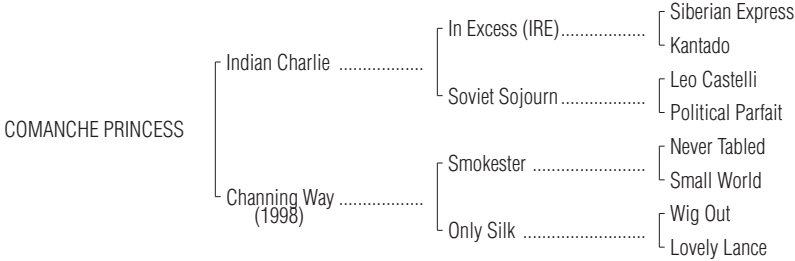 Siberian Express
In Excess (IRE)
Kantado
Indian Charlie
Leo Castelli
Soviet Sojourn
Political Parfait
COMANCHE PRINCESS
Never Tabled
Smokester
Small World
Channing Way
(1998)
Wig Out
Only Silk
Lovely Lance